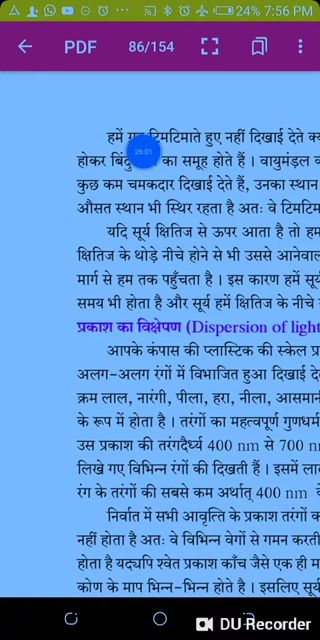 24% 7:56 PM
PDF 86/154
हमें ग्रह टिमटिमाते हुए नहीं दिखाई देते
26:01
होकर का समूह होते हैं । वायुमंडल
कुछ कम चमकदार दिखाई देते हैं, उनका स्थान
औसत स्थान भी स्थिर रहता है अतः वे
यदि सूर्य क्षितिज से ऊपर आता है तो
क्षितिज के थोड़े नीचे होने से भी उससे
मार्ग से हम तक पहुँचता है । इस कारण हमें
समय भी होता है और सूर्य हमें क्षितिज के नीचे
प्रकाश का विक्षेपण (Dispersion of light
आपके कंपास की प्लास्टिक की स्केल
अलग-अलग रंगों में विभाजित हुआ दिखाई
क्रम लाल, नारंगी, पीला, हरा, नीला,
के रूप में होता है । तरंगों का महत्वपूर्ण गुणधर्म
उस प्रकाश की तरंगदैर्ध्य 400 nm से 700
लिखे गए विभिन्न रंगों की दिखती हैं । इसमें
रंग के तरंगों की सबसे कम अर्थात् 400 nm
निर्वात में सभी आवृत्ति के प्रकाश तरंगों
नहीं होता है अतः वे विभिन्न वेगों से गमन करती
होता है यद्यपि श्वेत प्रकाश काँच जैसे एक ही
कोण के माप भिन्न-भिन्न होते है । इसलिए
DU Recorder